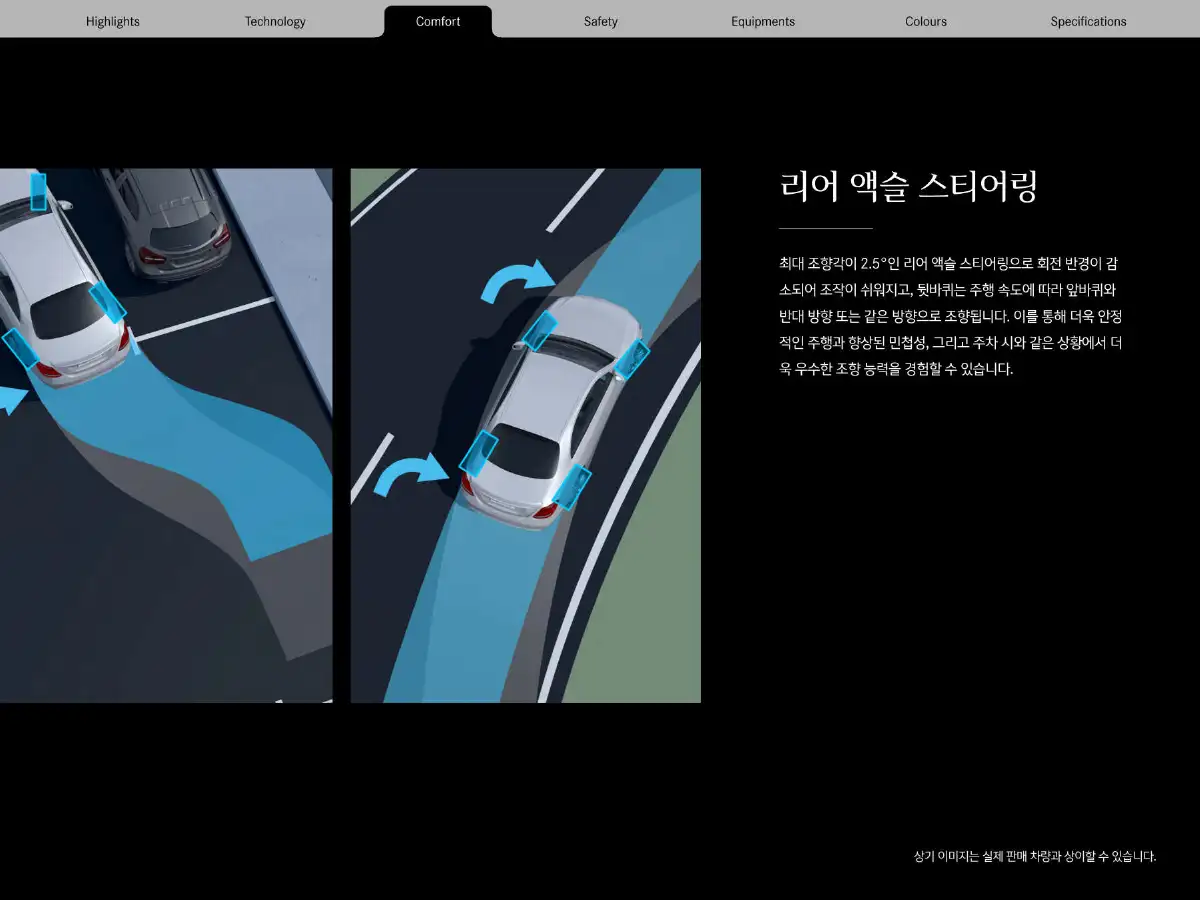 Highlights
Technology
Comfort
Safety
Equipments
Colours
Specifications
리어 액슬 스티어링
최대 조향각이 2.5°인 리어 액슬 스티어링으로 회전 반경이 감
소되어 조작이 쉬워지고, 뒷바퀴는 주행 속도에 따라 앞바퀴와
반대 방향 또는 같은 방향으로 조향됩니다. 이를 통해 더욱 안정
적인 주행과 향상된 민첩성, 그리고 주차 시와 같은 상황에서 더
욱 우수한 조향 능력을 경험할 수 있습니다.
상기 이미지는 실제 판매 차량과 상이할 수 있습니다.